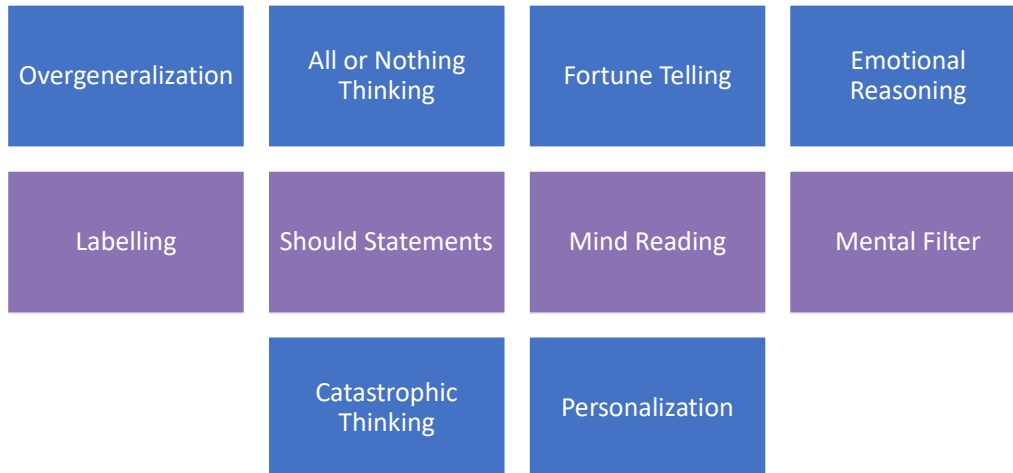 Overgeneralization
All or Nothing
Thinking
Fortune Telling
Emotional
Reasoning
Labelling
Should Statements
Mind Reading
Mental Filter
Catastrophic
Thinking
Personalization